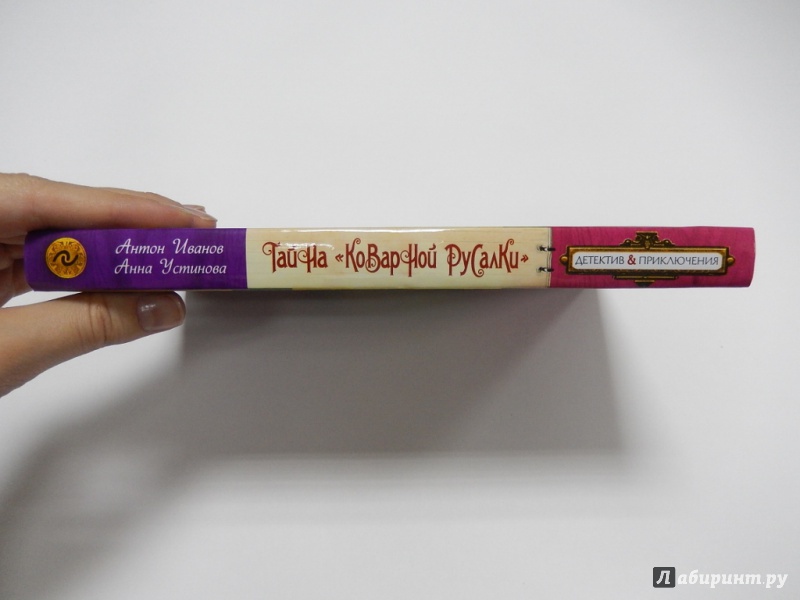 Антон Иванов
Анна Устинова
Тайна «Коварной Русалки»
ДЕТЕКТИВ & ПРИКЛЮЧЕНИЯ
Лабиринт.ру